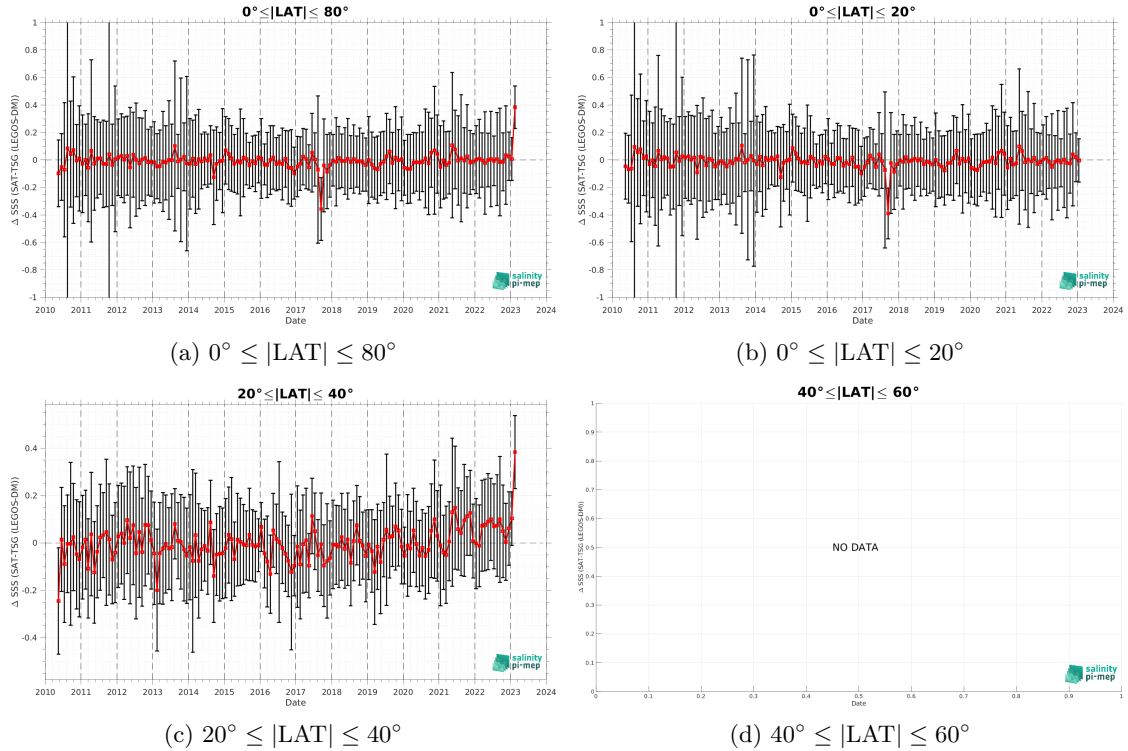 0°≤|LAT|≤ 80°
Δ SSS (SAT-TSG (LEGOS-DM))
1
0.8
0.6
0.4
0.2
0
-0.2
-0.4
-0.6
-0.8
-1
2010 2011 2012 2013 2014 2015 2016 2017 2018 2019 2020 2021 2022 2023 2024
Date
salinity
pi-mep
(a) 0° ≤ |LAT| ≤ 80°
0°≤|LAT|≤ 20°
Δ SSS (SAT-TSG (LEGOS-DM))
1
0.8
0.6
0.4
0.2
0
-0.2
-0.4
-0.6
-0.8
-1
2010 2011 2012 2013 2014 2015 2016 2017 2018 2019 2020 2021 2022 2023 2024
Date
salinity
pi-mep
(b) 0° ≤ |LAT| ≤ 20°
20°≤|LAT|≤ 40°
Δ SSS (SAT-TSG (LEGOS-DM))
0.4
0.2
0
-0.2
-0.4
2010 2011 2012 2013 2014 2015 2016 2017 2018 2019 2020 2021 2022 2023 2024
Date
salinity
pi-mep
(c) 20° ≤ |LAT| ≤ 40°
40°≤|LAT|≤ 60°
Δ SSS (SAT-TSG (LEGOS-DM))
1
0.9
0.8
0.7
0.6
0.5
0.4
0.3
0.2
0.1
0
NO DATA
0 0.1 0.2 0.3 0.4 0.5 0.6 0.7 0.8 0.9 1
Date
salinity
pi-mep
(d) 40° ≤ |LAT| ≤ 60°